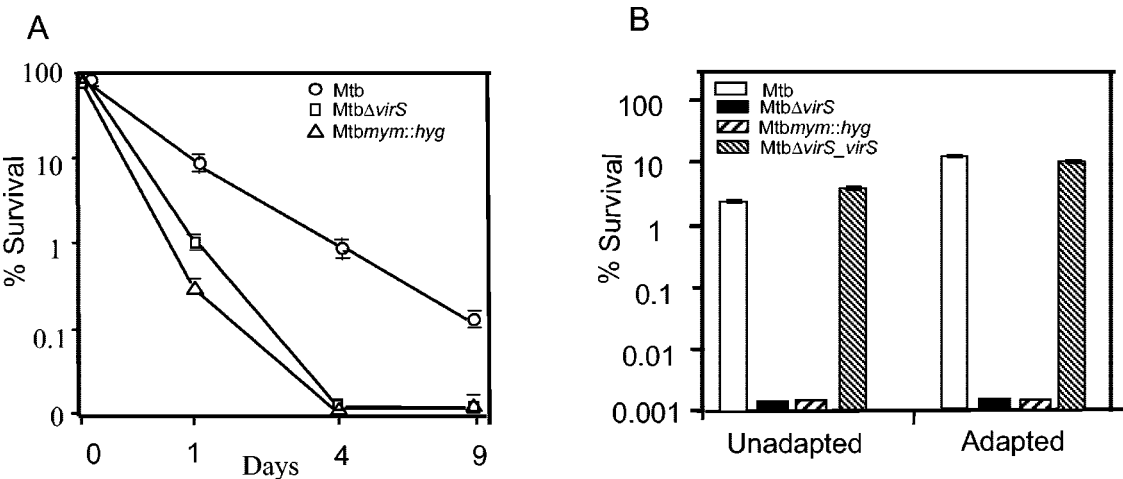 A
% Survival
100
10
1
0.1
0
0 1 4 9
Days
Mtb
MtbΔvirS
Mtbmym::hyg
B
% Survival
100
10
1
0.1
0.01
0.001
Mtb
MtbΔvirS
Mtbmym::hyg
MtbΔvirS_virS
Unadapted Adapted